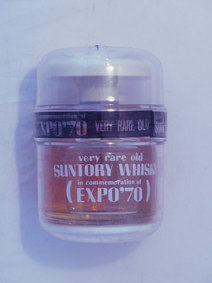 EXPO'70 VERY RARE OLD
very rare old
SUNTORY WHISKY
in commemoration of
(EXPO'70)